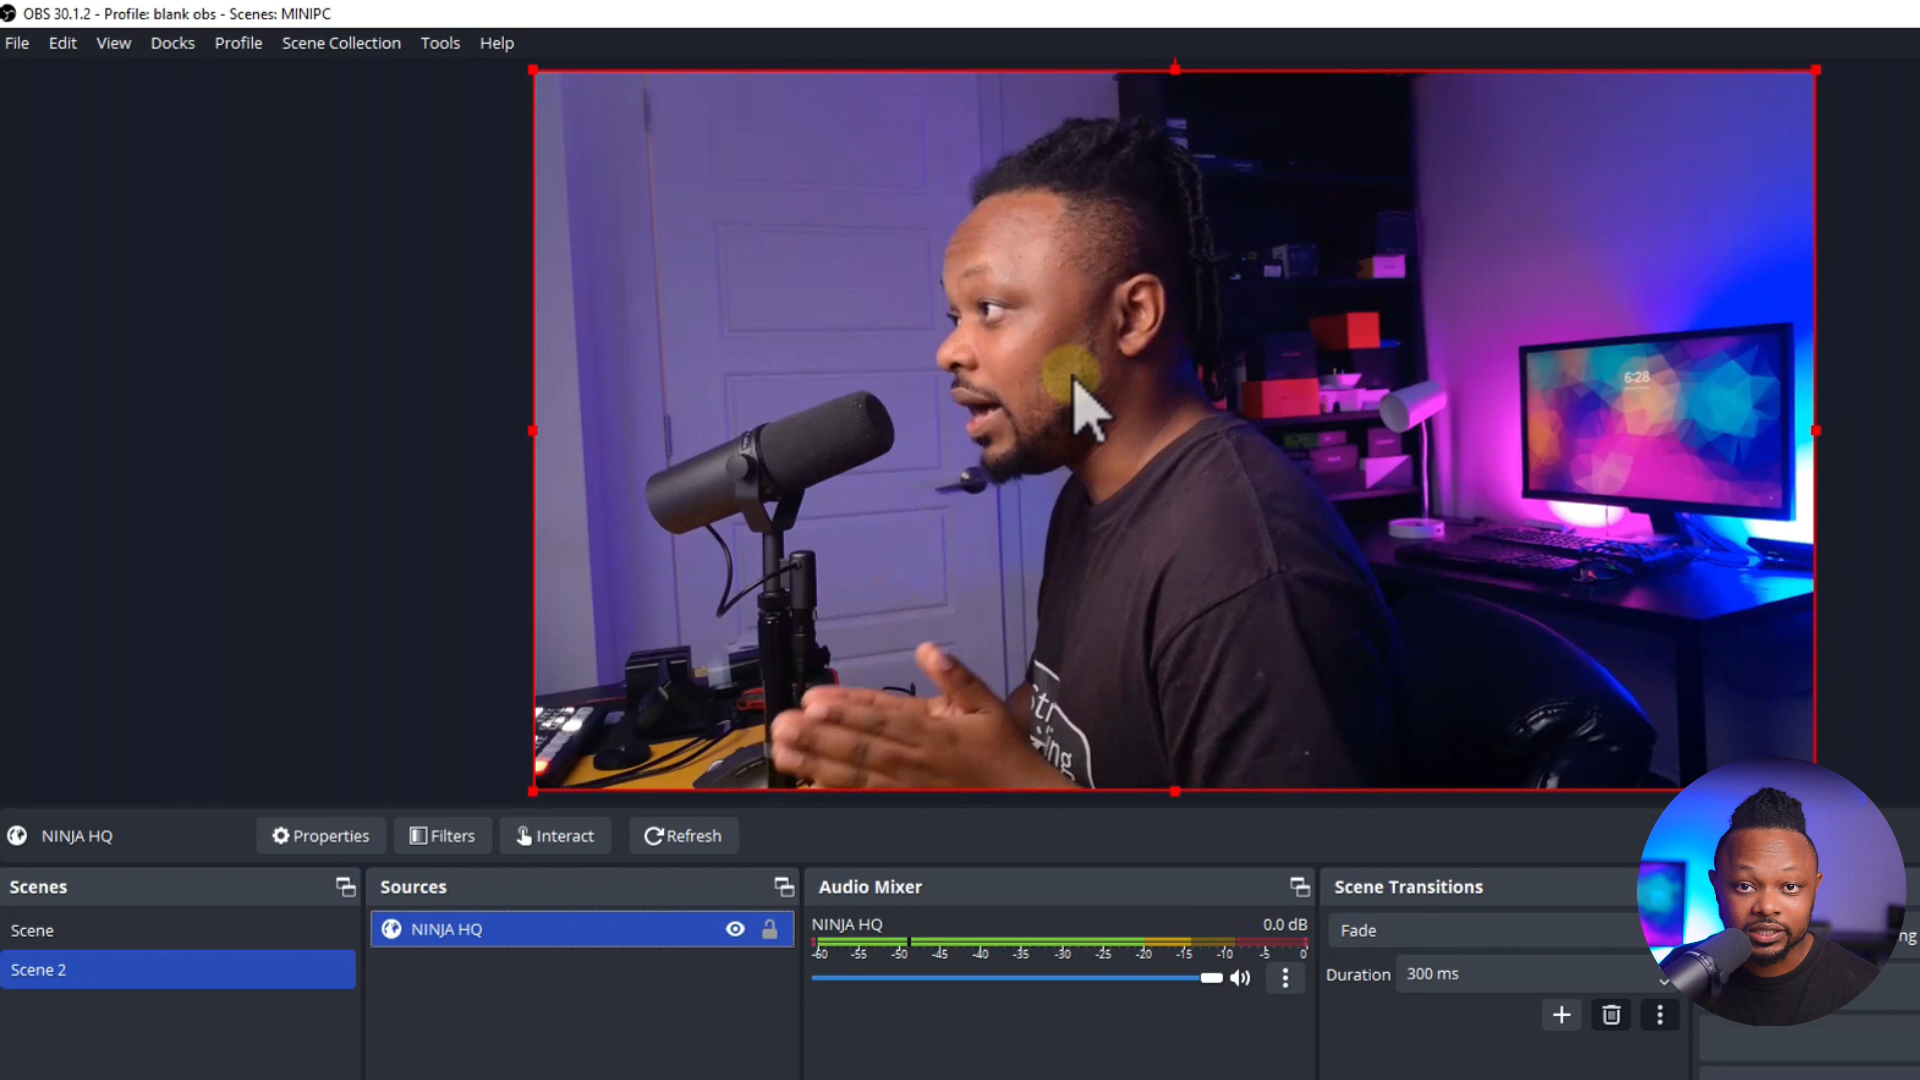 OBS 30.1.2 - Profile: blank obs - Scenes: MINIPC
File Edit View Docks Profile Scene Collection Tools Help
6:28
NINJA HQ Properties Filters Interact Refresh
Scenes Sources Audio Mixer Scene Transitions
Scene
Scene 2
NINJA HQ
NINJA HQ 0.0 dB
-60 -55 -50 -45 -40 -35 -30 -25 -20 -15 -10 -5 0
Fade
Duration 300 ms
ng